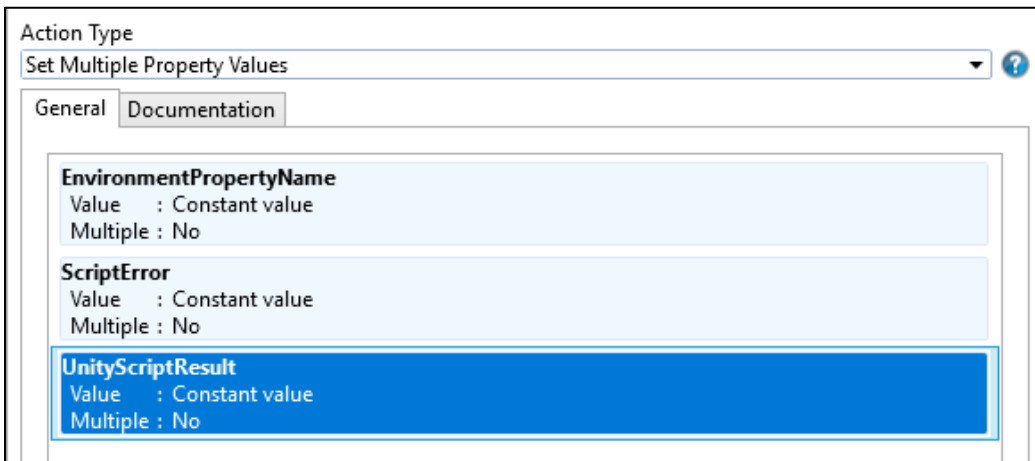 Action Type
Set Multiple Property Values
General Documentation
EnvironmentPropertyName
Value : Constant value
Multiple : No
ScriptError
Value : Constant value
Multiple : No
UnityScriptResult
Value : Constant value
Multiple : No